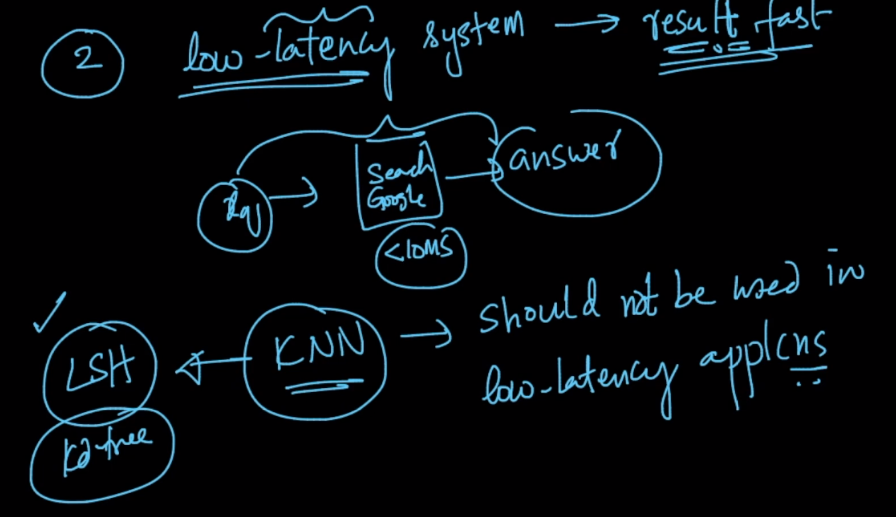 2 low-latency system → result fast
Search
Google
answer
<10ms
KNN → should not be used in
low-latency applcns
LSH
Kd-tree